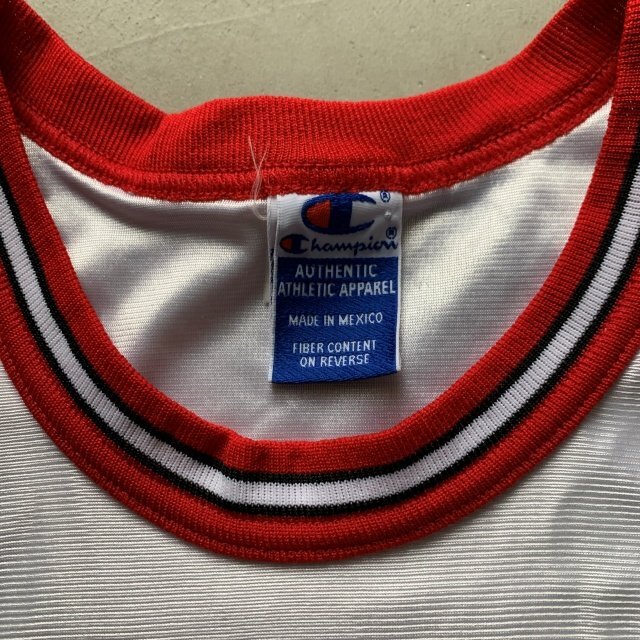 ®
Champion®
AUTHENTIC
ATHLETIC APPAREL
MADE IN MEXICO
FIBER CONTENT
ON REVERSE